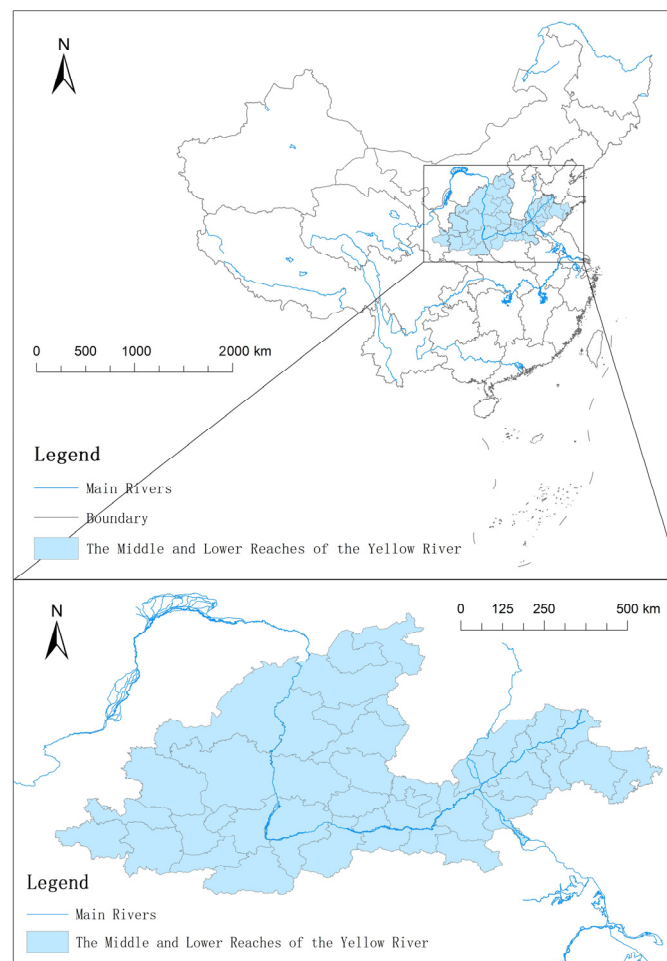 N
0 500 1000 2000 km
Legend
Main Rivers
Boundary
The Middle and Lower Reaches of the Yellow River
N
0 125 250 500 km
Legend
Main Rivers
The Middle and Lower Reaches of the Yellow River